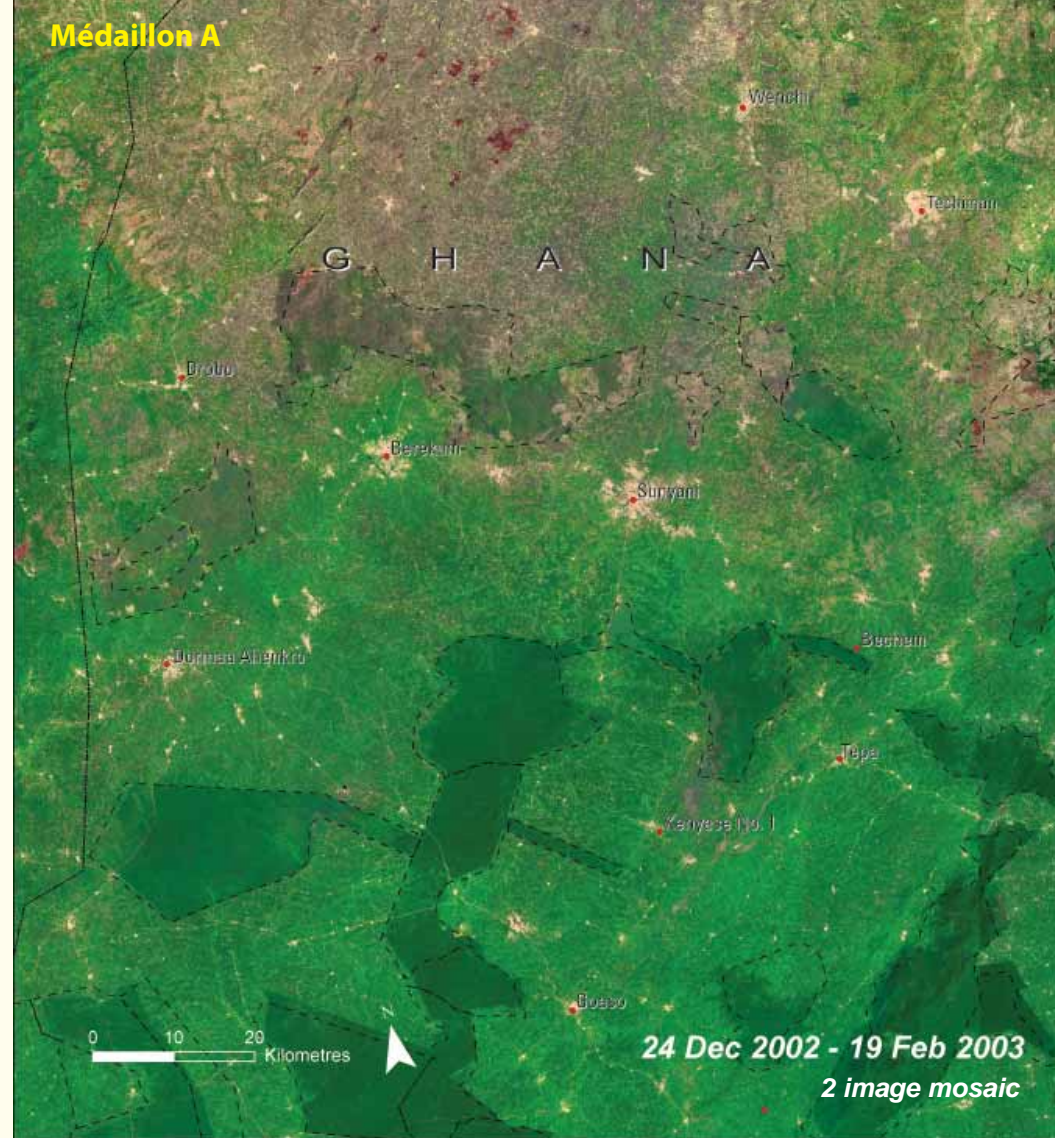 Médaillon A
Wenchi
Techiman
G H A N A
Drobo
Berekum
Sunyani
Dormaa Ahenkro
Bechem
Tepa
Kenyese No. 1
Goaso
N
0 10 20
Kilometres
24 Dec 2002 - 19 Feb 2003
2 image mosaic